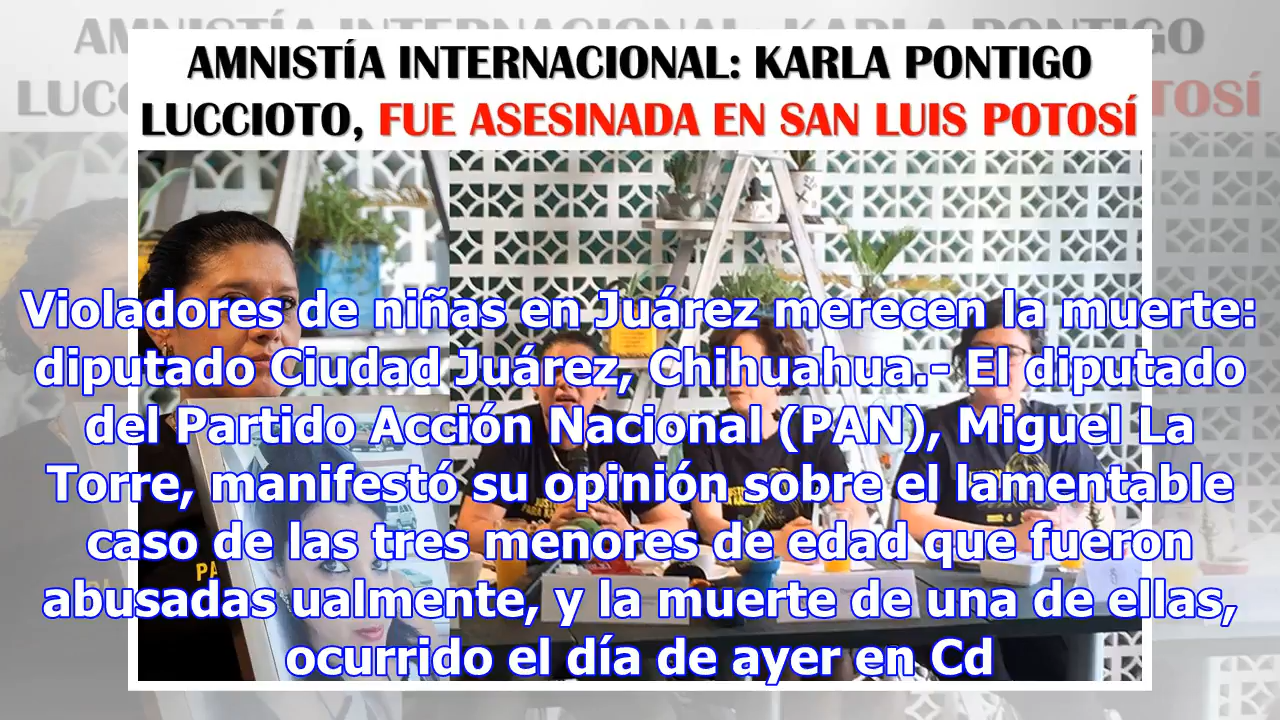 AMNISTÍA INTERNACIONAL: KARLA PONTIGO
LUCCIOTO, FUE ASESINADA EN SAN LUIS POTOSÍ
Violadores de niñas en Juárez merecen la muerte:
diputado Ciudad Juárez, Chihuahua.- El diputado
del Partido Acción Nacional (PAN), Miguel La
Torre, manifestó su opinión sobre el lamentable
caso de las tres menores de edad que fueron
abusadas ualmente, y la muerte de una de ellas,
ocurrido el día de ayer en Cd